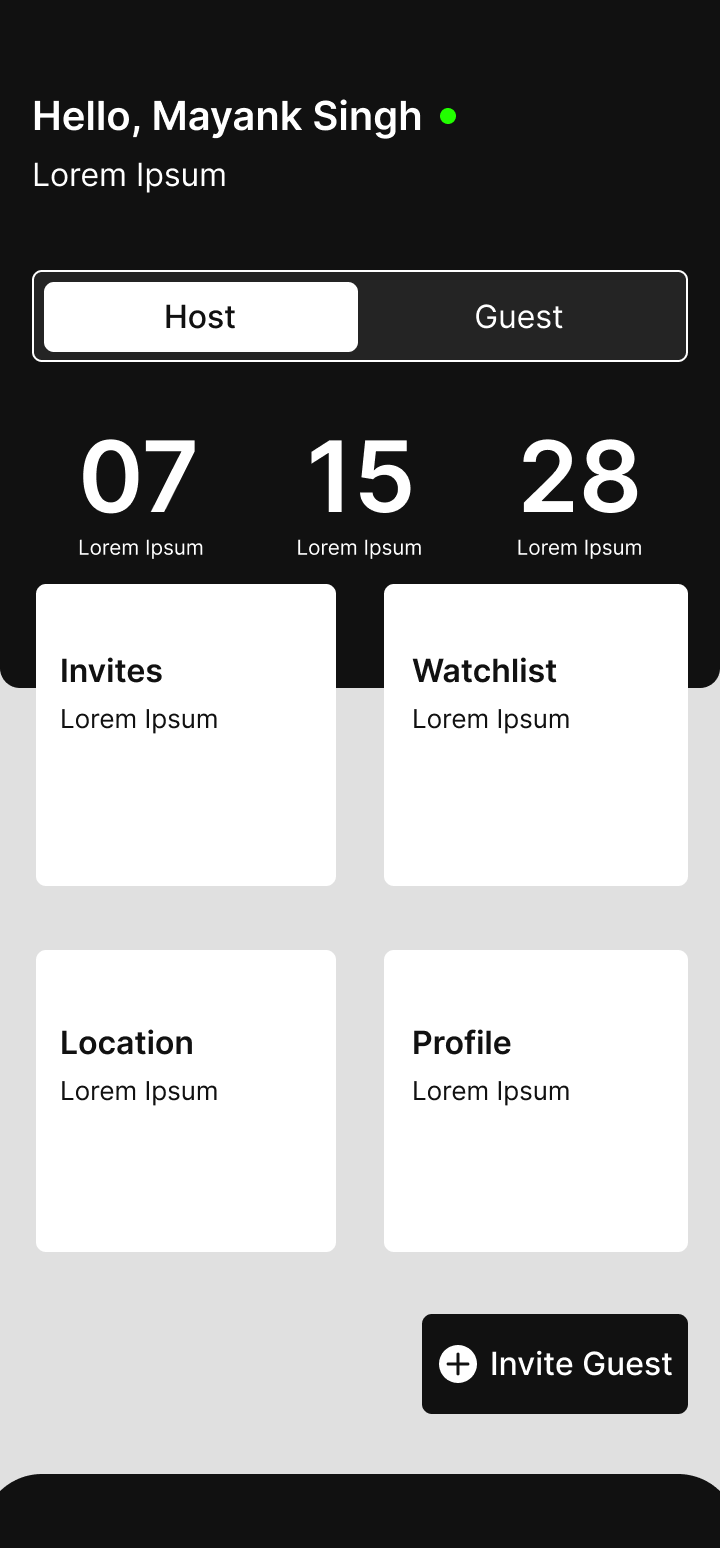 Hello, Mayank Singh
Lorem Ipsum
Host Guest
07 15 28
Lorem Ipsum Lorem Ipsum Lorem Ipsum
Invites Watchlist
Lorem Ipsum Lorem Ipsum
Location Profile
Lorem Ipsum Lorem Ipsum
Invite Guest